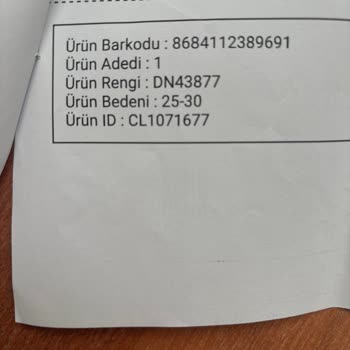 Ürün Barkodu : 8684112389691
Ürün Adedi : 1
Ürün Rengi : DN43877
Ürün Bedeni : 25-30
Ürün ID : CL1071677